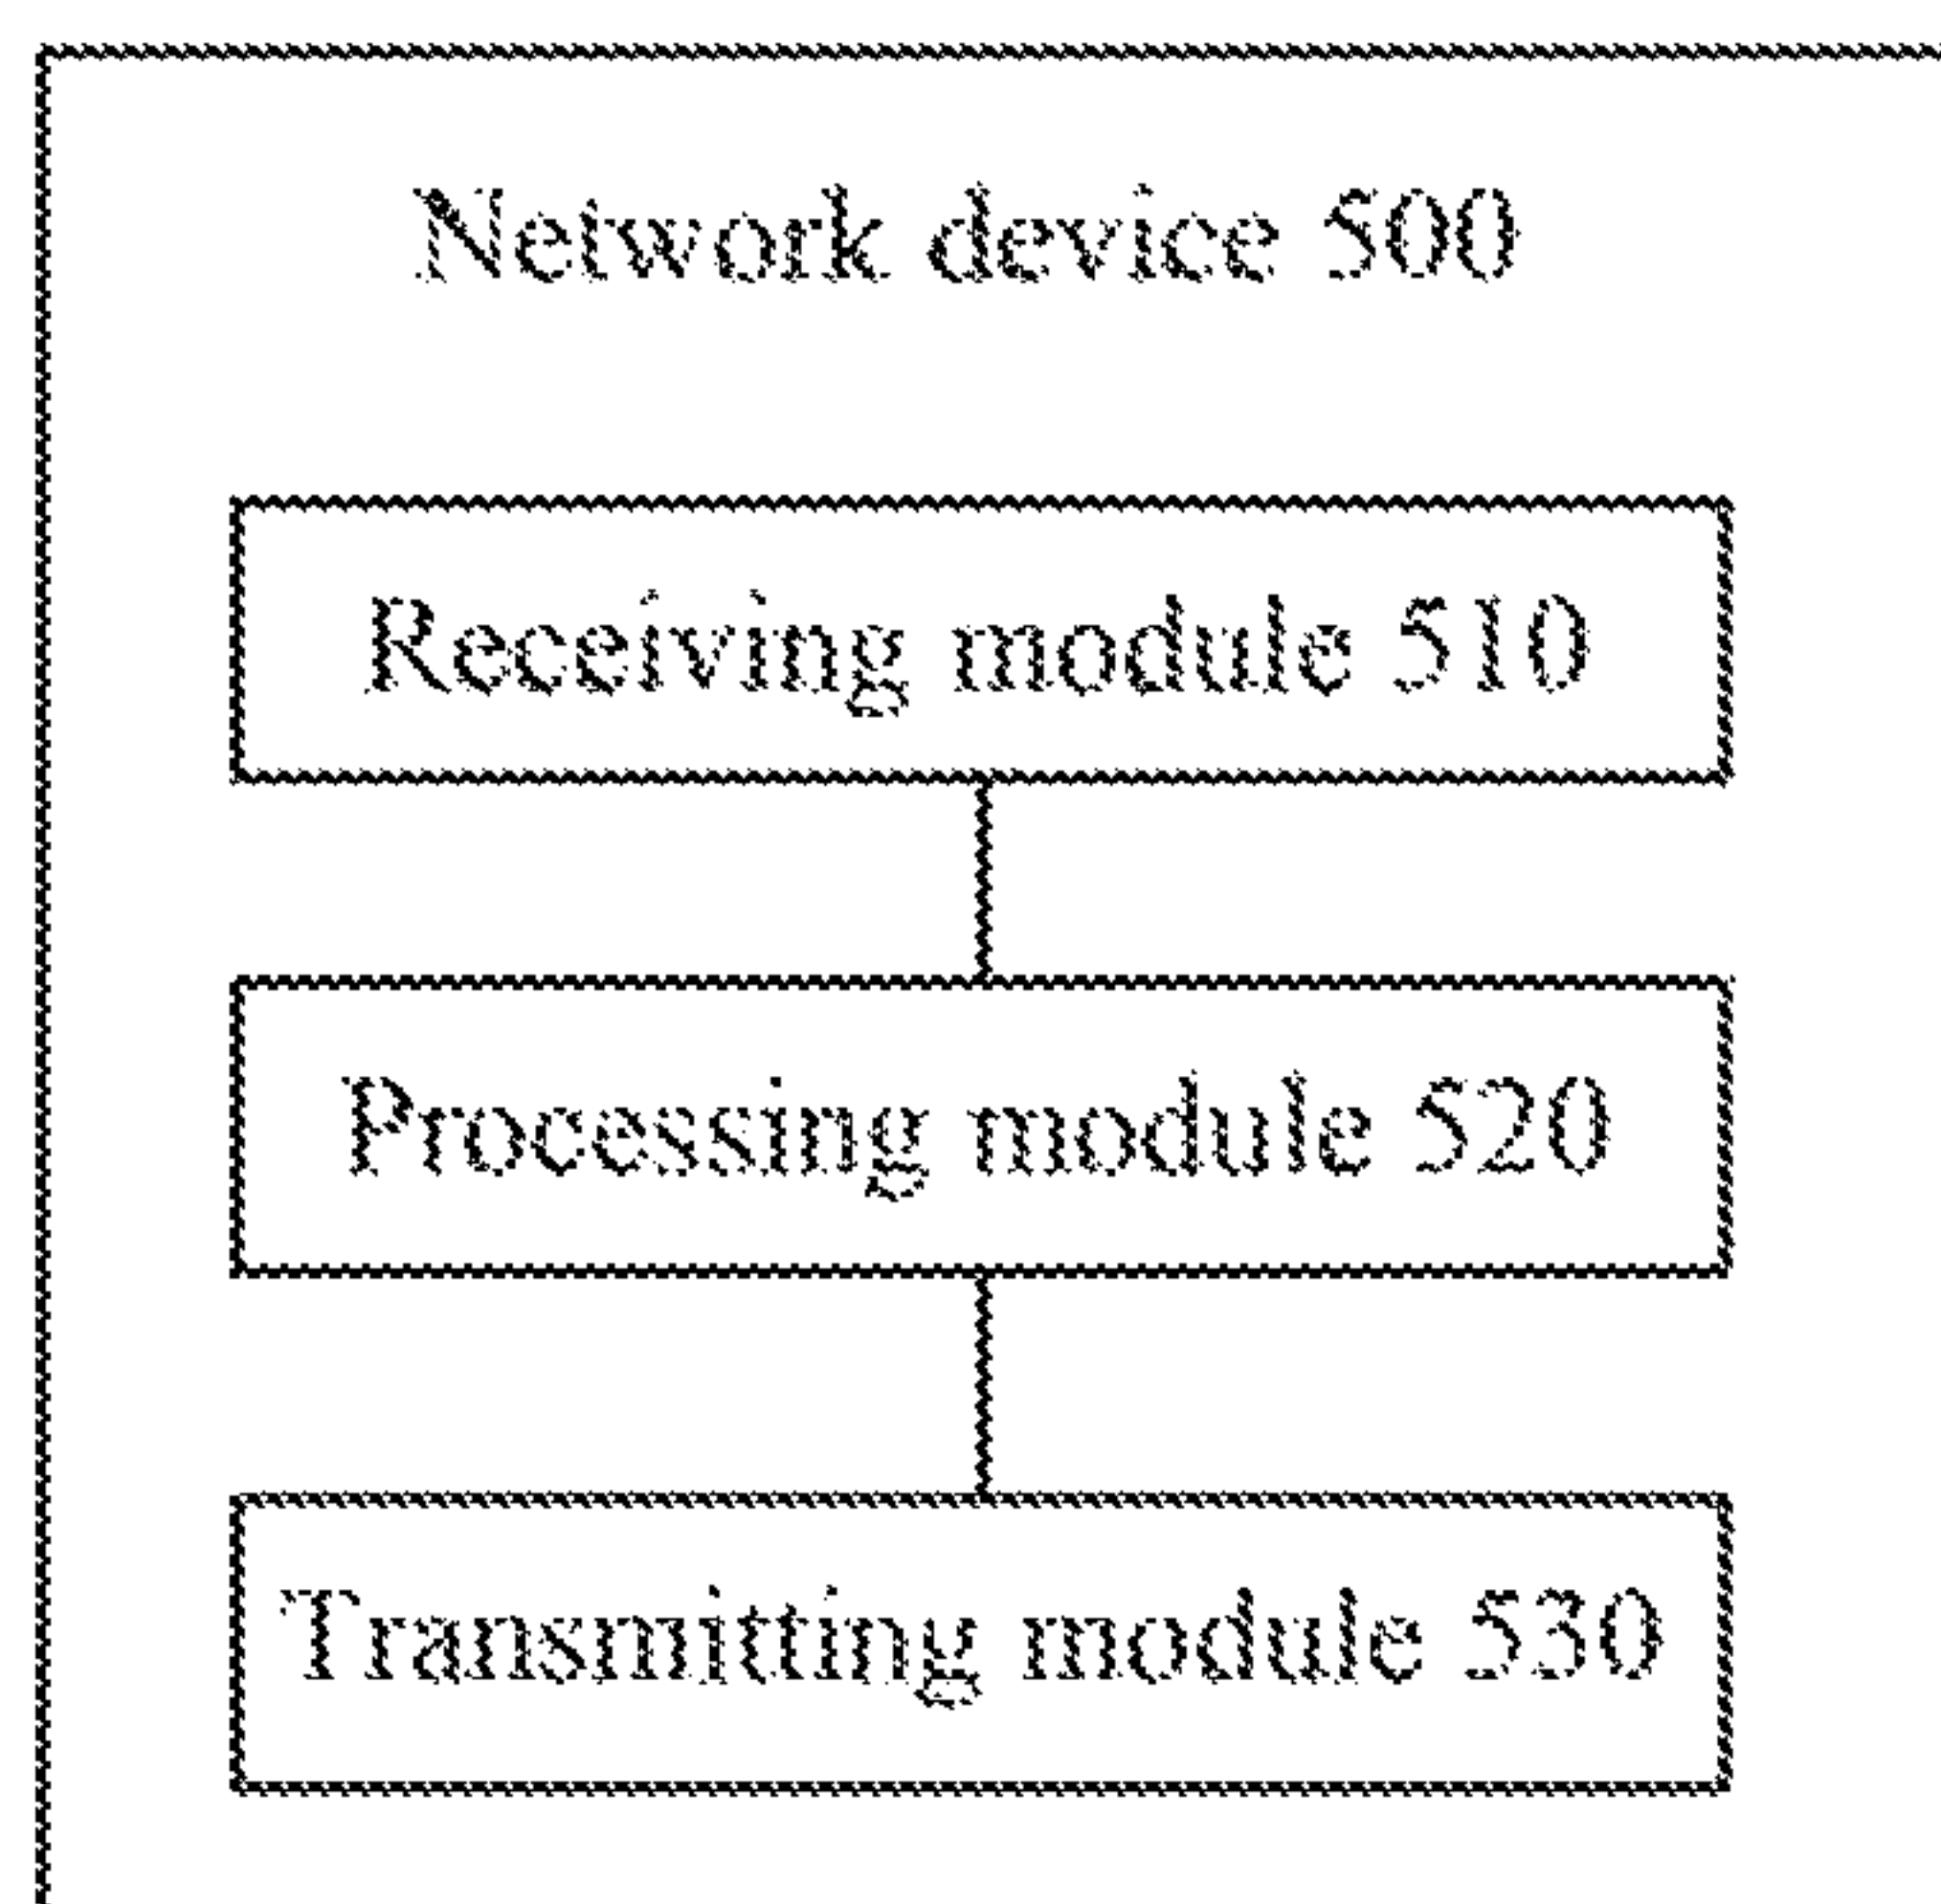 Network device 500
Receiving module 510
Processing module 520
Transmitting module 530